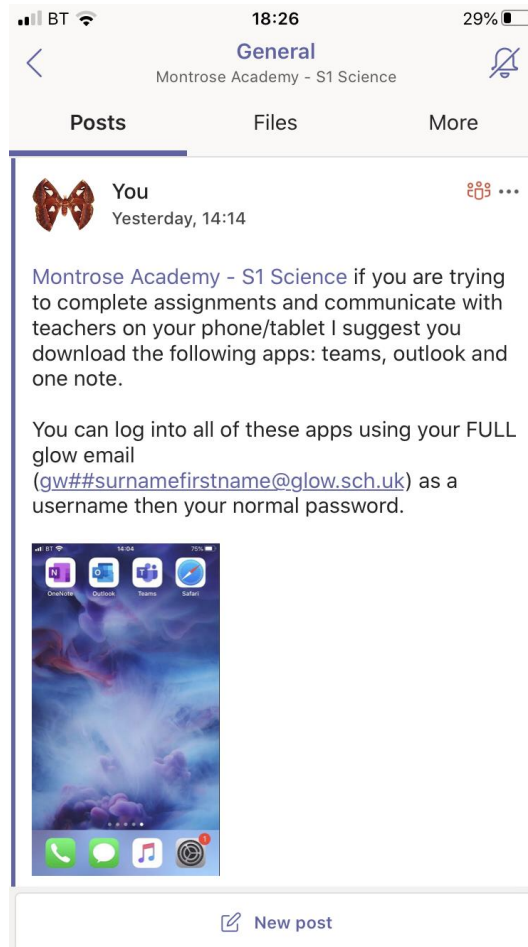 BT 18:26 29%
General
Montrose Academy - S1 Science
Posts Files More
You
Yesterday, 14:14
Montrose Academy - S1 Science if you are trying
to complete assignments and communicate with
teachers on your phone/tablet I suggest you
download the following apps: teams, outlook and
one note.
You can log into all of these apps using your FULL
glow email
(gw##surnamefirstname@glow.sch.uk) as a
username then your normal password.
BT 14:04 75%
N O T
OneNote Outlook Teams Safari
1
New post